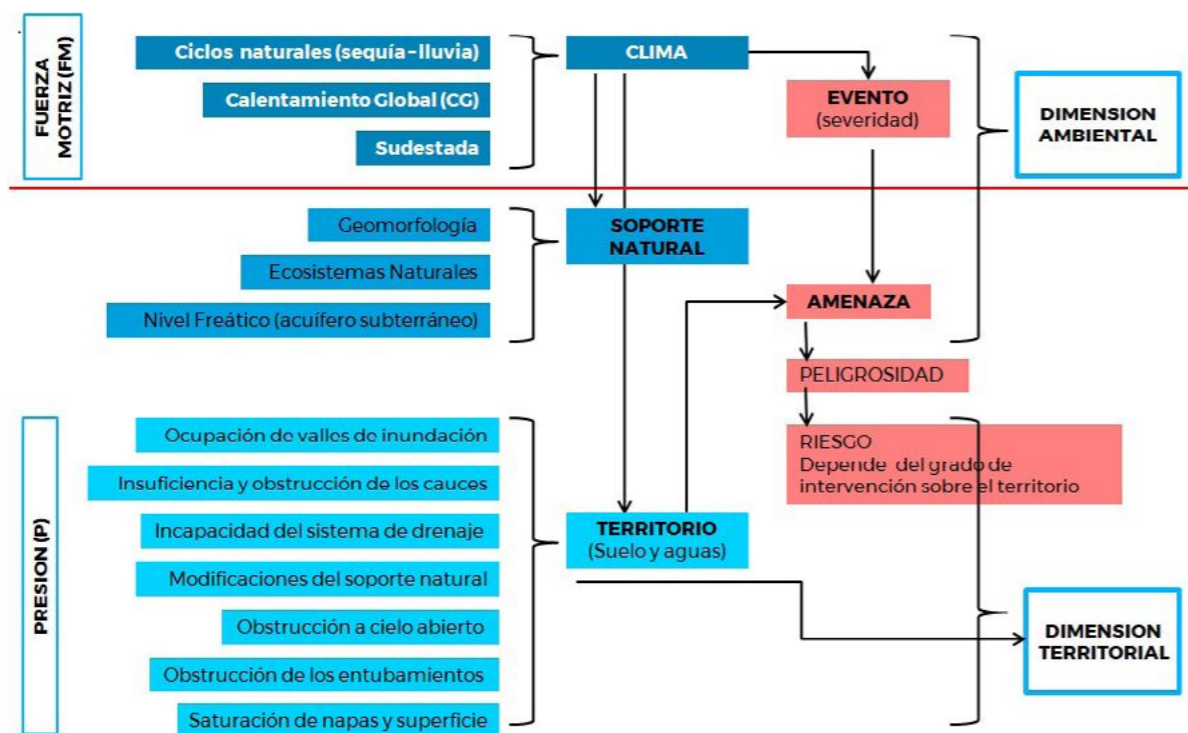 FUERZA
MOTRIZ (FM)
Ciclos naturales (sequía-lluvia)
Calentamiento Global (CG)
Sudestada
CLIMA
EVENTO
(severidad)
DIMENSION
AMBIENTAL
Geomorfología
Ecosistemas Naturales
Nivel Freático (acuífero subterráneo)
SOPORTE
NATURAL
AMENAZA
PELIGROSIDAD
RIESGO
Depende del grado de
intervención sobre el territorio
PRESION (P)
Ocupación de valles de inundación
Insuficiencia y obstrucción de los cauces
Incapacidad del sistema de drenaje
Modificaciones del soporte natural
Obstrucción a cielo abierto
Obstrucción de los entubamientos
Saturación de napas y superficie
TERRITORIO
(Suelo y aguas)
DIMENSION
TERRITORIAL